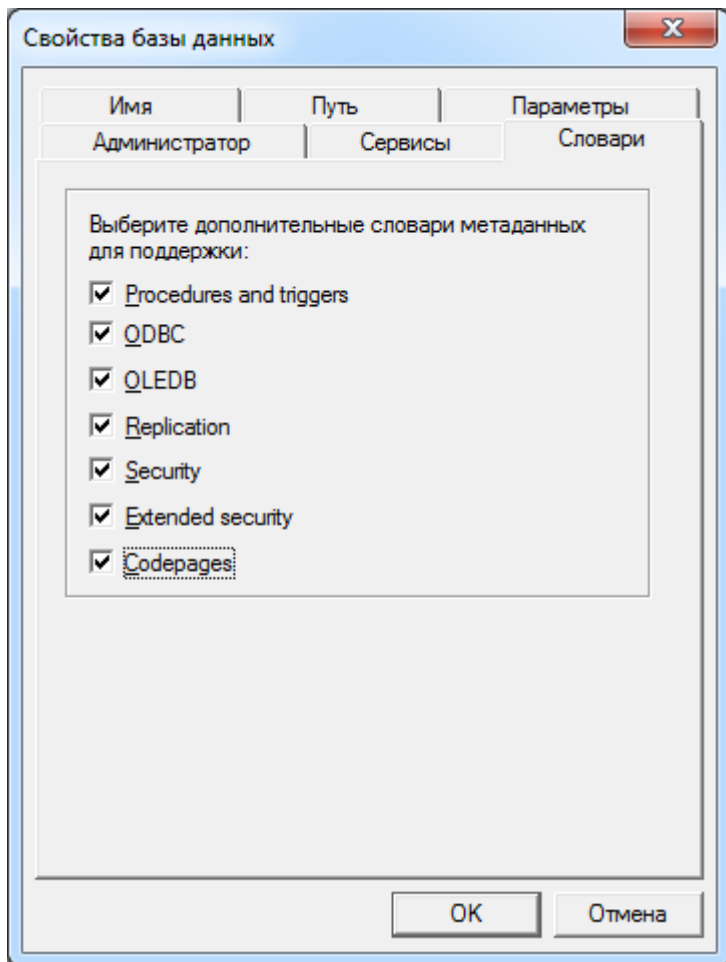 Свойства базы данных
Имя
Путь
Параметры
Администратор
Сервисы
Словари
Выберите дополнительные словари метаданных
для поддержки:
Procedures and triggers
ODBC
OLEDB
Replication
Security
Extended security
Codepages
OK
Отмена